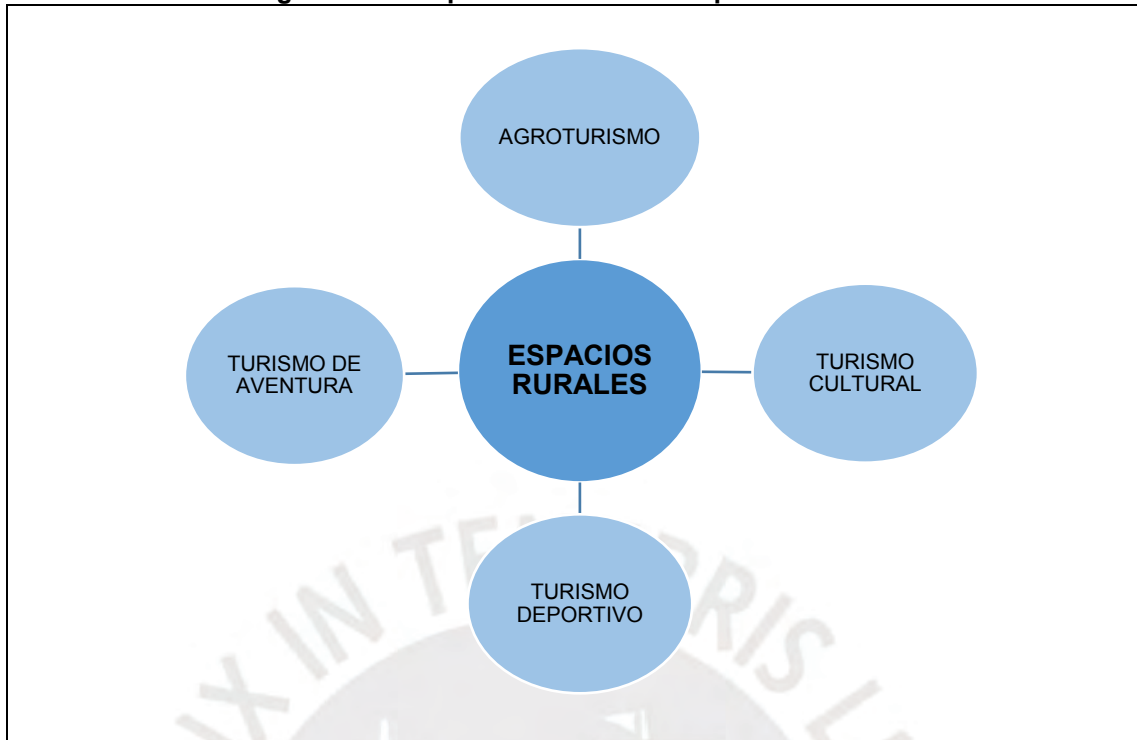 AGROTURISMO
TURISMO DE
AVENTURA
ESPACIOS
RURALES
TURISMO
CULTURAL
TURISMO
DEPORTIVO